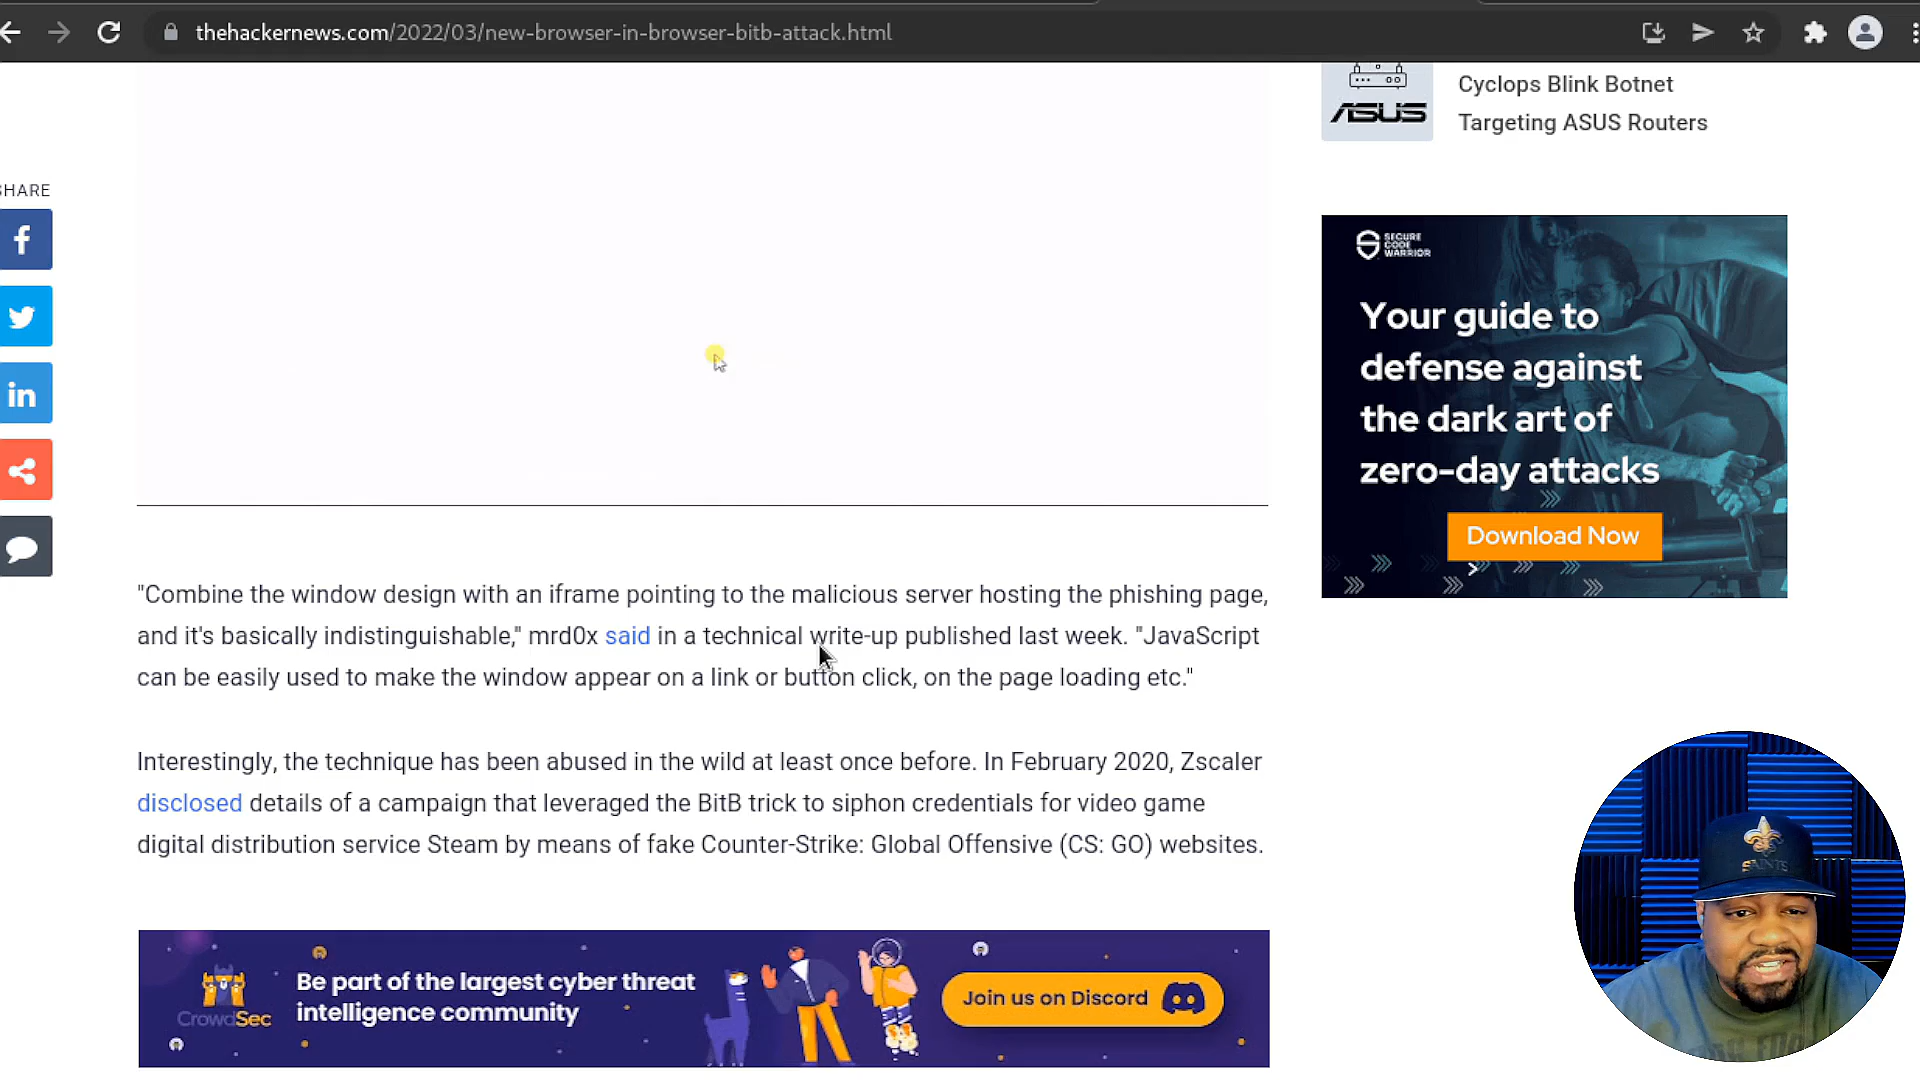 thehackernews.com/2022/03/new-browser-in-browser-bitb-attack.html
Cyclops Blink Botnet
Targeting ASUS Routers
ASUS
SHARE
SECURE
CODE
WARRIOR
Your guide to
defense against
the dark art of
zero-day attacks
Download Now
"Combine the window design with an iframe pointing to the malicious server hosting the phishing page,
and it's basically indistinguishable," mrd0x said in a technical write-up published last week. "JavaScript
can be easily used to make the window appear on a link or button click, on the page loading etc."
Interestingly, the technique has been abused in the wild at least once before. In February 2020, Zscaler
disclosed details of a campaign that leveraged the BitB trick to siphon credentials for video game
digital distribution service Steam by means of fake Counter-Strike: Global Offensive (CS: GO) websites.
CrowdSec
Be part of the largest cyber threat
intelligence community
Join us on Discord
SAINTS